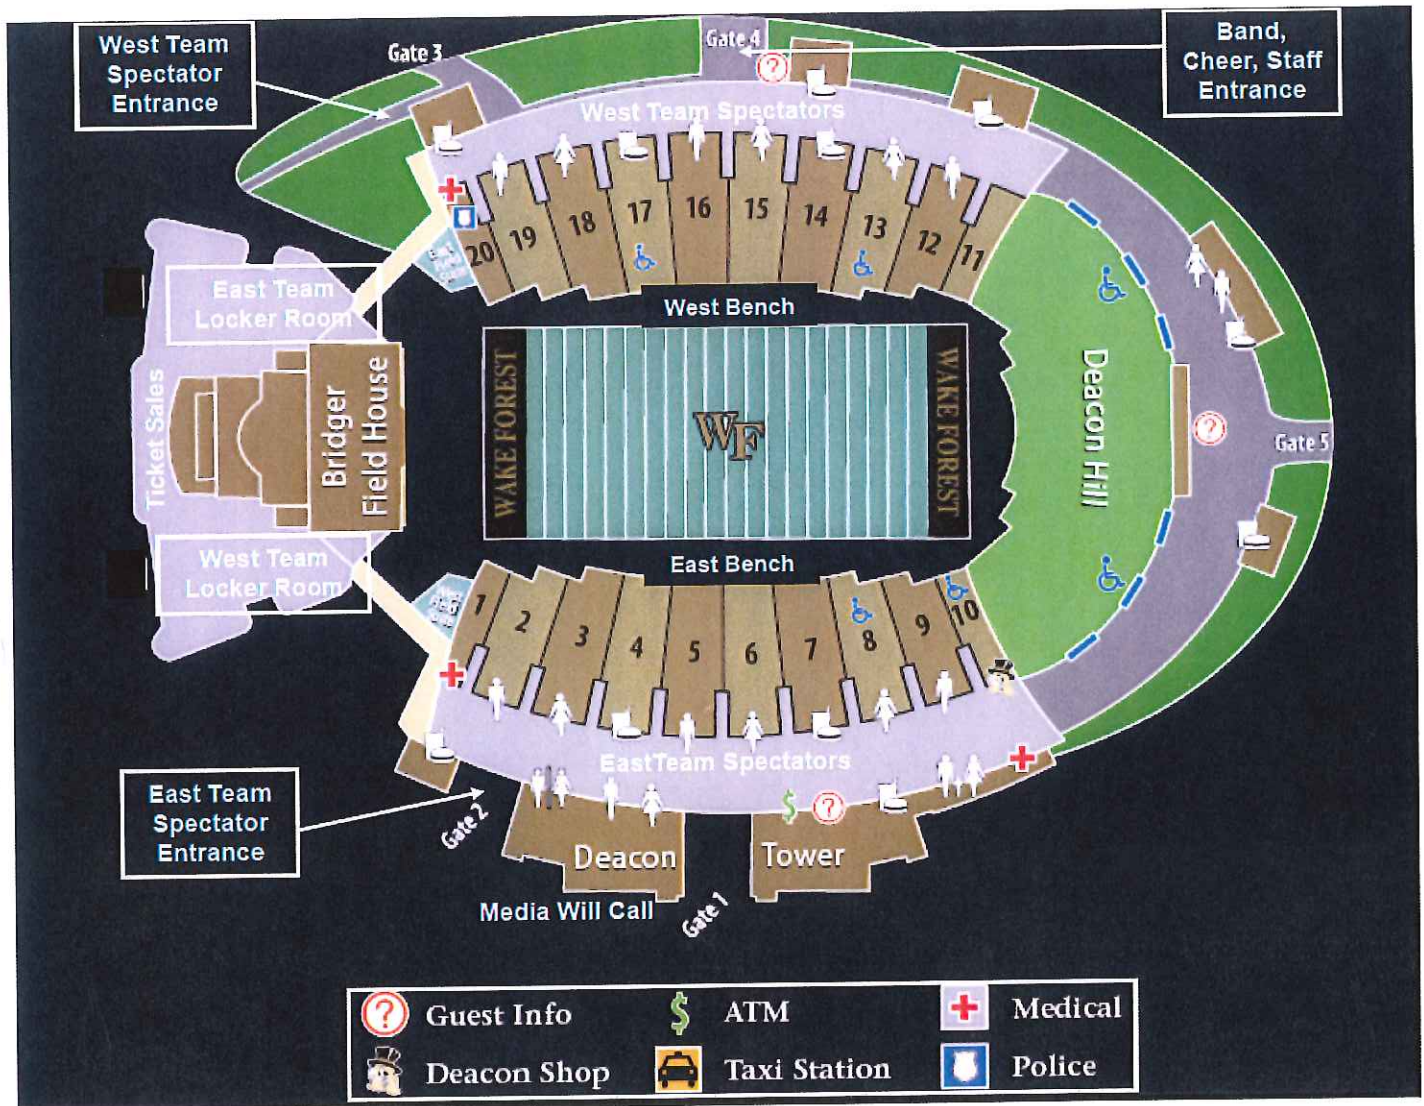 West Team
Spectator
Entrance
Gate 3
Gate 4
Band,
Cheer, Staff
Entrance
West Team Spectators
20
19
18
17
16
15
14
13
12
11
East Team
Locker Room
West Bench
Ticket Sales
Bridger
Field House
WAKE FOREST
WF
WAKE FOREST
Deacon Hill
Gate 5
West Team
Locker Room
East Bench
1
2
3
4
5
6
7
8
9
10
EastTeam Spectators
East Team
Spectator
Entrance
Gate 2
Deacon
Tower
Media Will Call
Gate 1
Guest Info
ATM
Medical
Deacon Shop
Taxi Station
Police